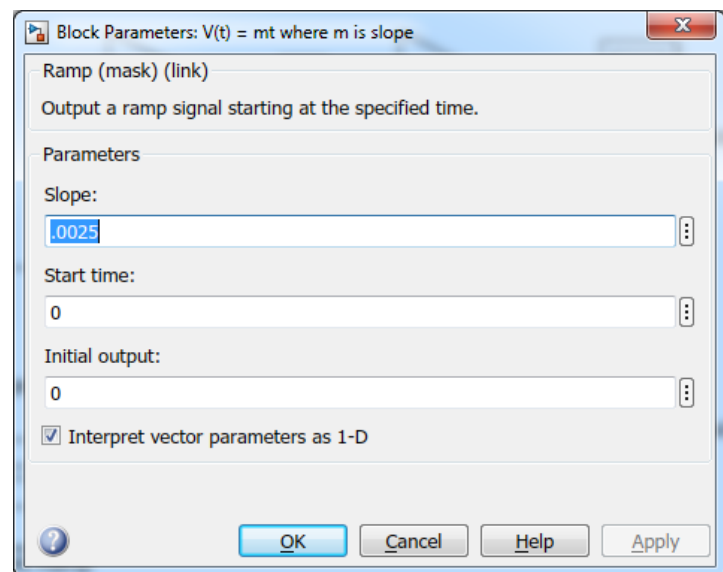 Block Parameters: V(t) = mt where m is slope
Ramp (mask) (link)
Output a ramp signal starting at the specified time.
Parameters
Slope:
.0025
Start time:
0
Initial output:
0
Interpret vector parameters as 1-D
OK Cancel Help Apply